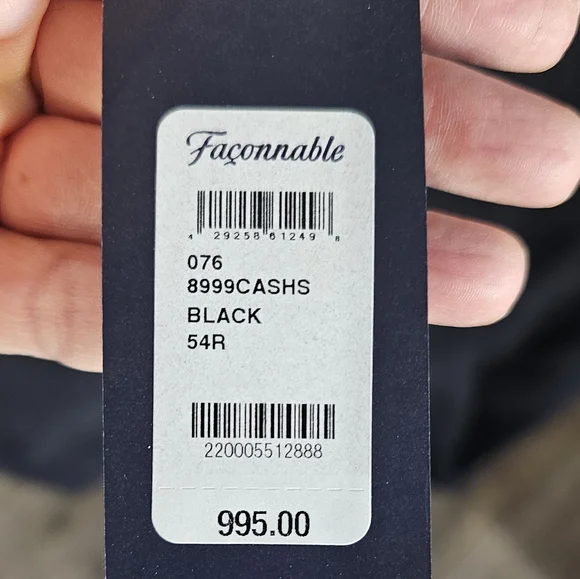 Façonnable
4 29258 61249 8
076
8999CASHS
BLACK
54R
220005512888
995.00